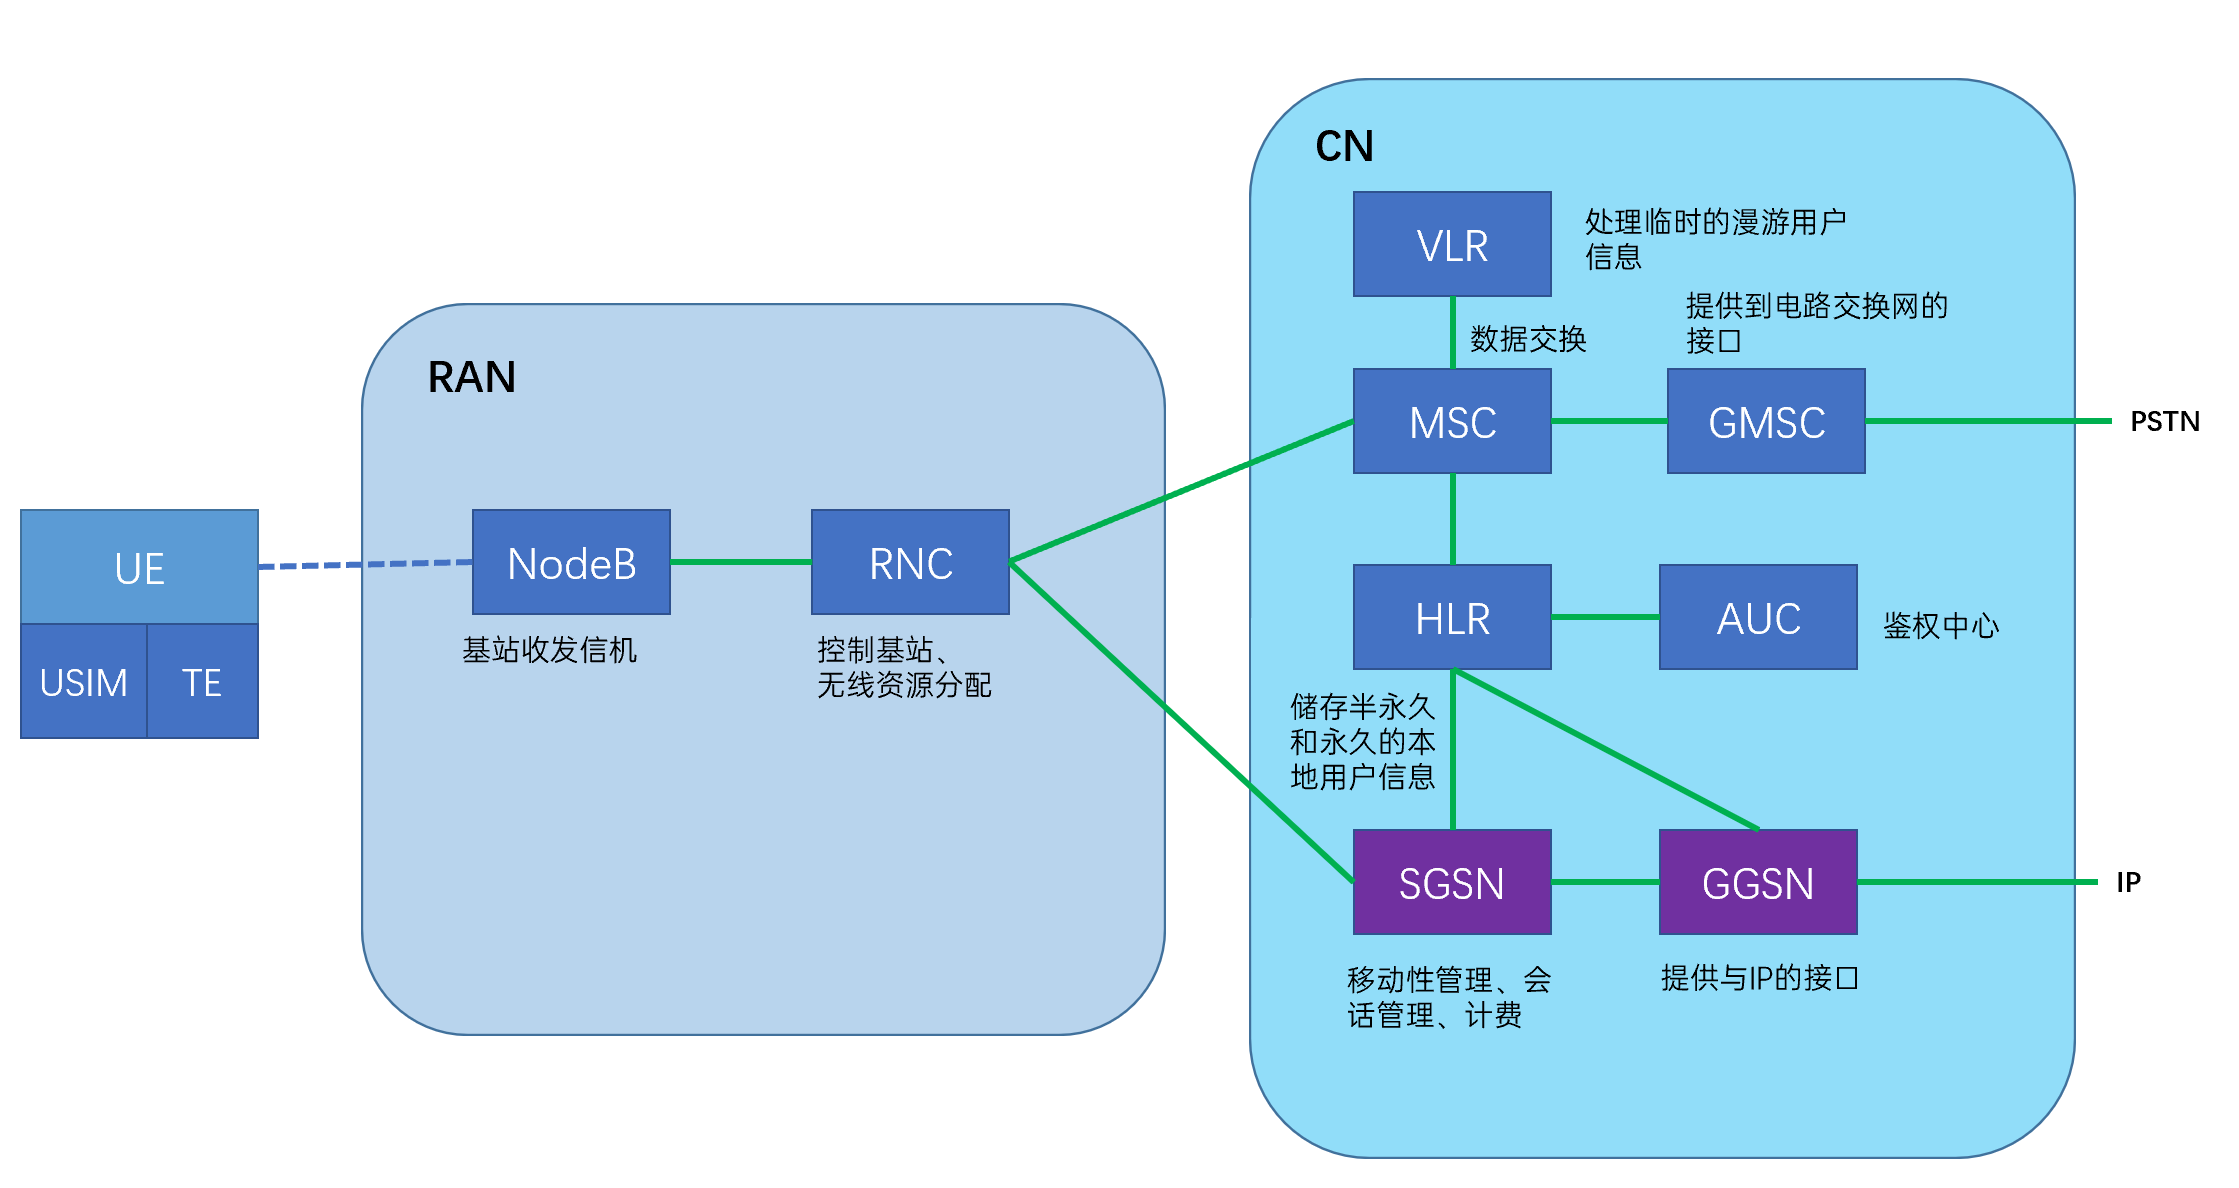 CN
VLR
处理临时的漫游用户
信息
数据交换
提供到电路交换网的
接口
RAN
MSC
GMSC
PSTN
UE
USIM
TE
NodeB
基站收发信机
RNC
控制基站、
无线资源分配
HLR
AUC
鉴权中心
储存半永久
和永久的本
地用户信息
SGSN
GGSN
IP
移动性管理、会
话管理、计费
提供与IP的接口